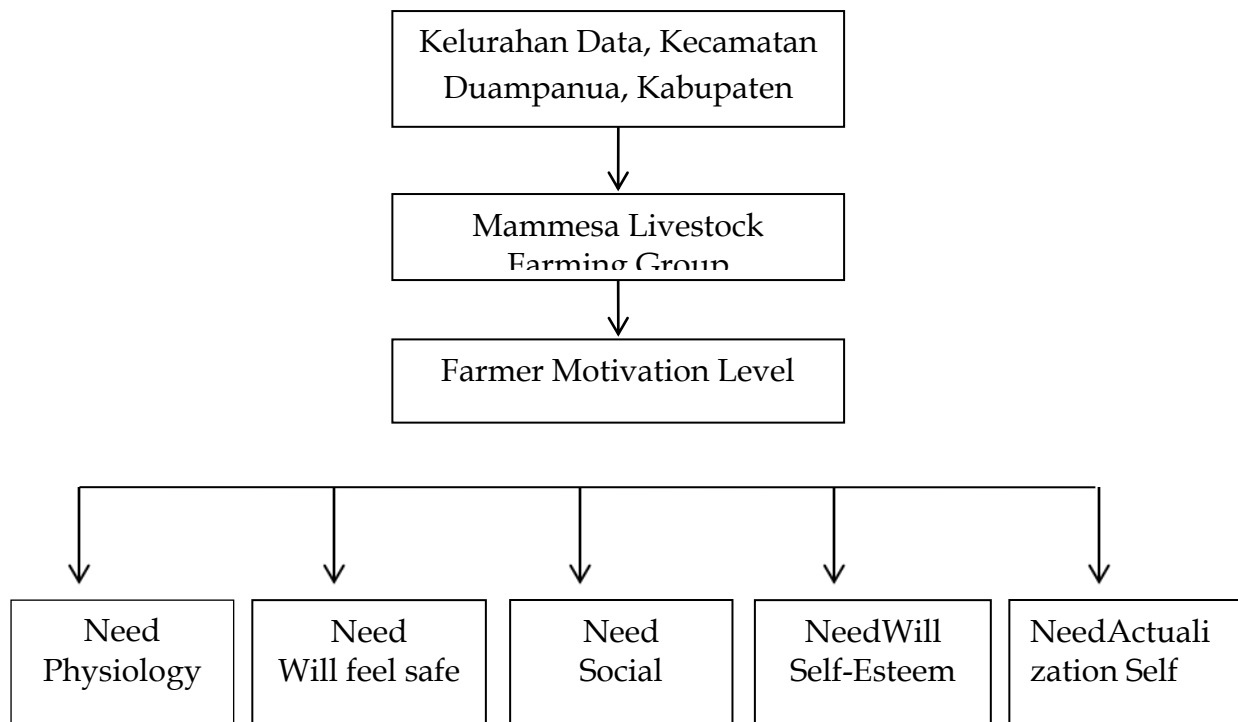 Kelurahan Data, Kecamatan
Duampanua, Kabupaten
Mammesa Livestock
Farming Group
Farmer Motivation Level
Need
Physiology
Need
Will feel safe
Need
Social
NeedWill
Self-Esteem
NeedActuali
zation Self